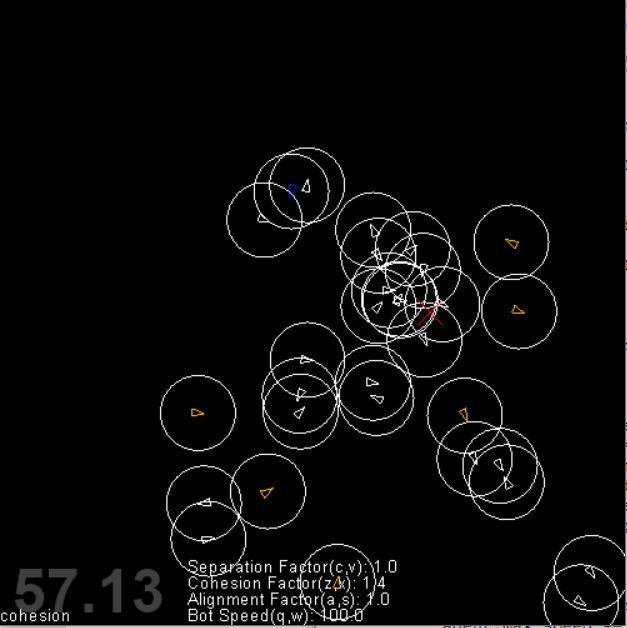 Separation Factor(c,v): 1.0
Cohesion Factor(z,x): 1.4
Alignment Factor(a,s): 1.0
Bot Speed(q,w): 100.0
57.13
cohesion